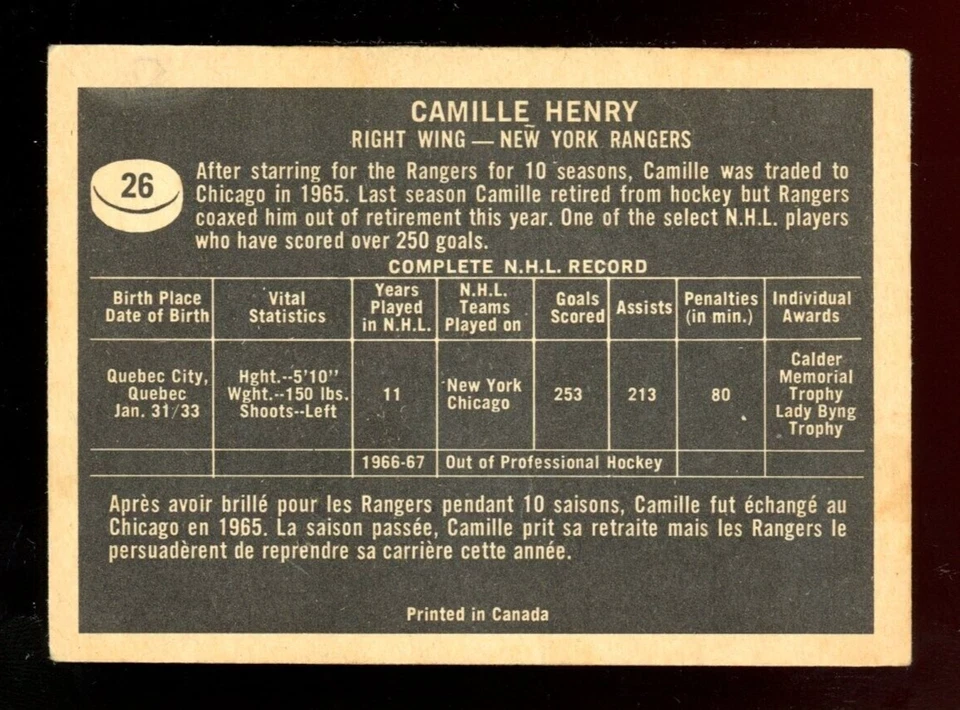 CAMILLE HENRY
RIGHT WING — NEW YORK RANGERS
26
After starring for the Rangers for 10 seasons, Camille was traded to
Chicago in 1965. Last season Camille retired from hockey but Rangers
coaxed him out of retirement this year. One of the select N.H.L. players
who have scored over 250 goals.
COMPLETE N.H.L. RECORD
Birth Place
Date of Birth
Vital
Statistics
Years
Played
in N.H.L.
N.H.L.
Teams
Played on
Goals
Scored
Assists
Penalties
(in min.)
Individual
Awards
Quebec City,
Quebec
Jan. 31/33
Hght.--5'10"
Wght.--150 lbs.
Shoots--Left
11
New York
Chicago
253
213
80
Calder
Memorial
Trophy
Lady Byng
Trophy
1966-67
Out of Professional Hockey
Après avoir brillé pour les Rangers pendant 10 saisons, Camille fut échangé au
Chicago en 1965. La saison passée, Camille prit sa retraite mais les Rangers le
persuadèrent de reprendre sa carrière cette année.
Printed in Canada